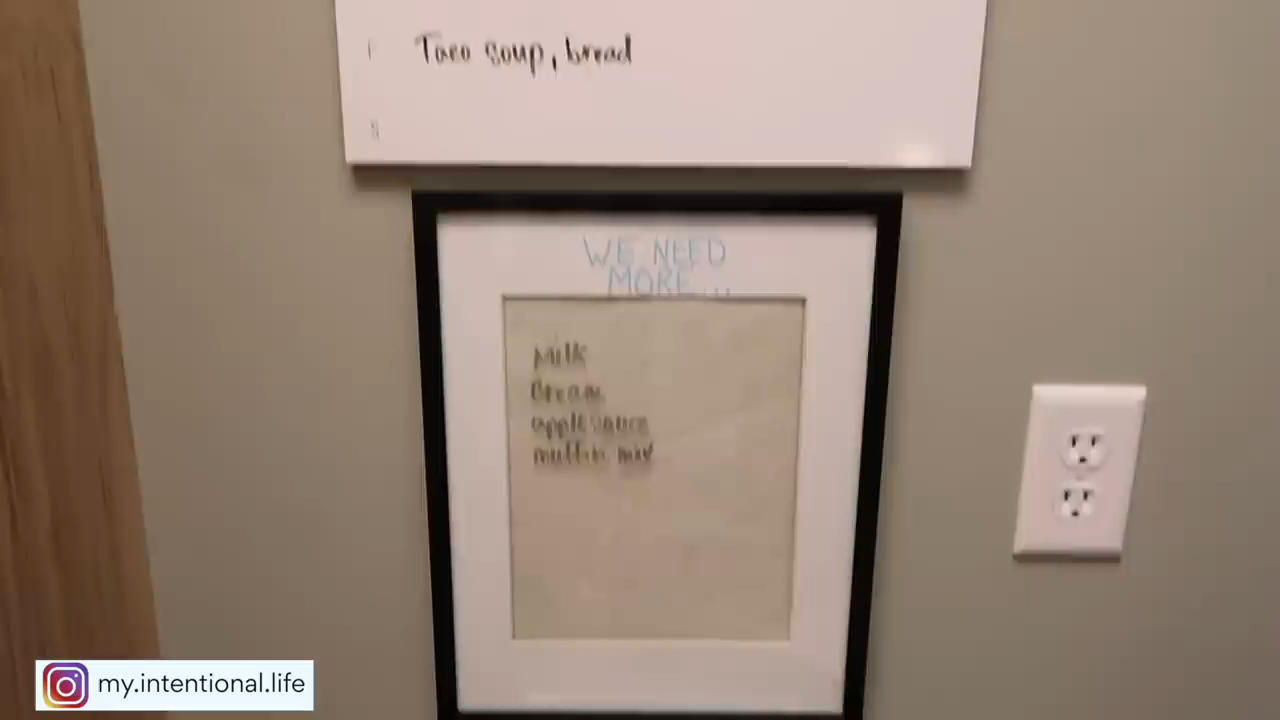 F Taco soup, bread
S
WE NEED
MORE...
Milk
Cream
applesauce
muffin mix
my.intentional.life